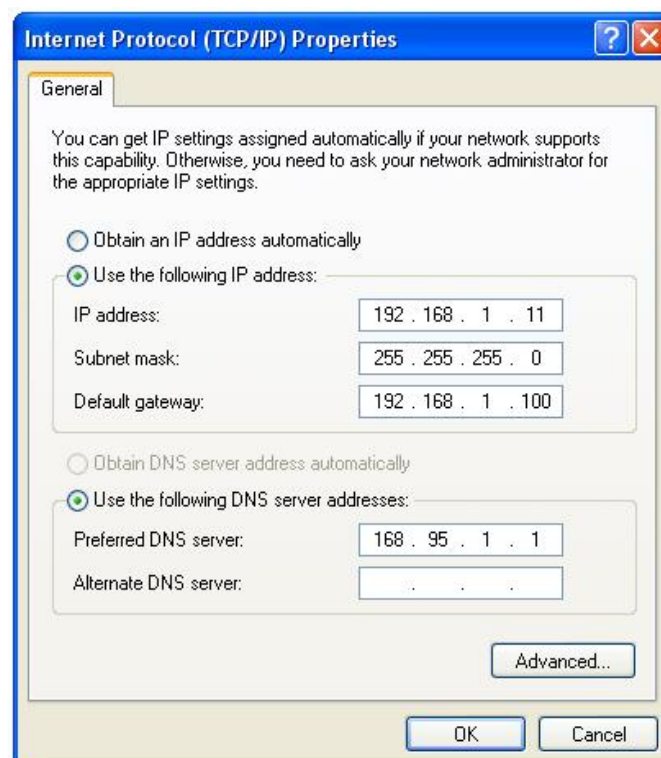 Internet Protocol (TCP/IP) Properties
General
You can get IP settings assigned automatically if your network supports
this capability. Otherwise, you need to ask your network administrator for
the appropriate IP settings.
Obtain an IP address automatically
Use the following IP address:
IP address: 192 . 168 . 1 . 11
Subnet mask: 255 . 255 . 255 . 0
Default gateway: 192 . 168 . 1 . 100
Obtain DNS server address automatically
Use the following DNS server addresses:
Preferred DNS server: 168 . 95 . 1 . 1
Alternate DNS server: . . .
Advanced...
OK Cancel